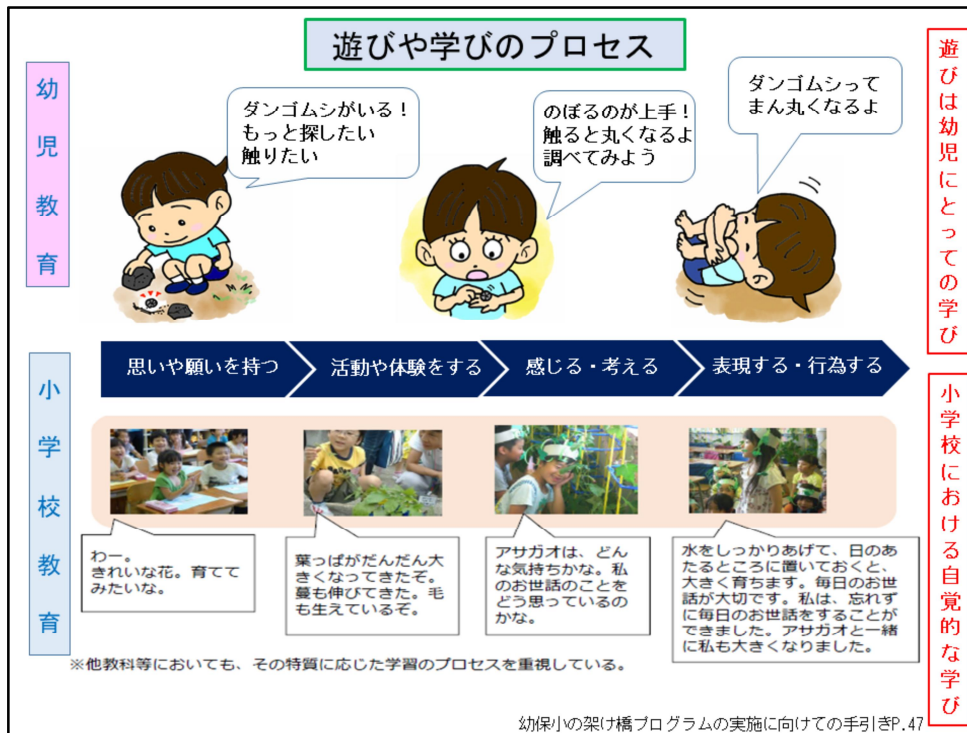 遊びや学びのプロセス
幼児教育
ダンゴムシがいる！
もっと探したい
触りたい
のぼるのが上手！
触ると丸くなるよ
調べてみよう
ダンゴムシって
まん丸くなるよ
遊びは幼児にとっての学び
思いや願いを持つ
活動や体験をする
感じる・考える
表現する・行為する
小学校教育
わー。
きれいな花。育てて
みたいな。
葉っぱがだんだん大
きくなってきたぞ。
蔓も伸びてきた。毛
も生えているぞ。
アサガオは、どん
な気持ちかな。私
のお世話のことを
どう思っているの
かな。
水をしっかりあげて、日のあ
たるところに置いておくと、
大きく育ちます。毎日のお世
話が大切です。私は、忘れず
に毎日のお世話をすることが
できました。アサガオと一緒
に私も大きくなりました。
小学校における自覚的な学び
※他教科等においても、その特質に応じた学習のプロセスを重視している。
幼保小の架け橋プログラムの実施に向けての手引きP.47